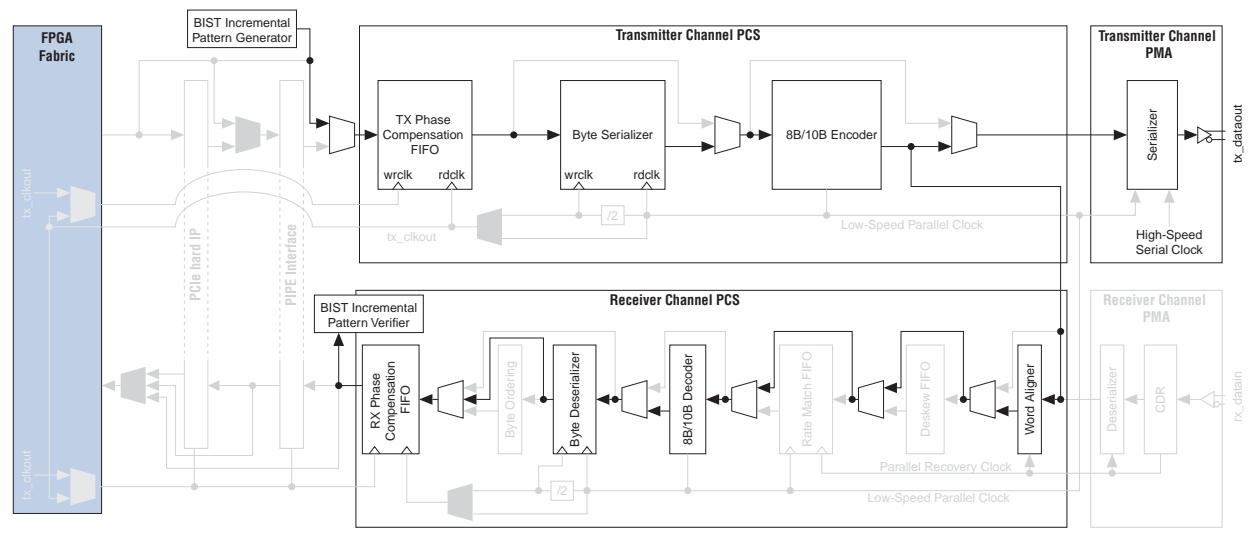 BIST Incremental
Pattern Generator
FPGA
Fabric
Transmitter Channel PCS
Transmitter Channel
PMA
TX Phase
Compensation
FIFO
wrclk
rdclk
Byte Serializer
wrclk
rdclk
8B/10B Encoder
Serializer
tx_dataout
tx_clkout
/2
tx_clkout
Low-Speed Parallel Clock
High-Speed
Serial Clock
PCIe hard IP
PIPE Interface
BIST Incremental
Pattern Verifier
Receiver Channel PCS
Receiver Channel
PMA
RX Phase
Compensation
FIFO
Byte Ordering
Byte Deserializer
8B/10B Decoder
Rate Match FIFO
Deskew FIFO
Word Aligner
Deserializer
CDR
rx_datain
tx_clkout
Parallel Recovery Clock
/2
Low-Speed Parallel Clock